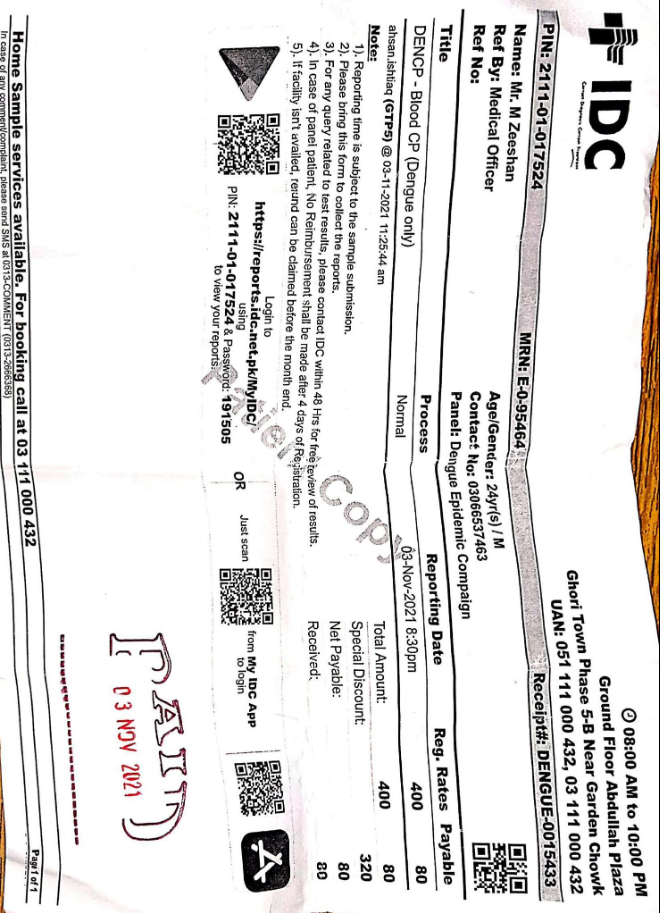 IDC
08:00 AM to 10:00 PM
Ground Floor Abdullah Plaza
Ghori Town Phase 5-B Near Garden Chowk
UAN: 051 111 000 432, 03 111 000 432
PIN: 2111-01-017524 MRN: E-0-95464 Receipt#: DENGUE-0015433
Name: Mr. M Zeeshan Age/Gender: 24yr(s) / M
Ref By: Medical Officer Contact No: 03066537463
Ref No: Panel: Dengue Epidemic Campaign
Title Process Reporting Date Reg. Rates Payable
DENCP - Blood CP (Dengue only) Normal 03-Nov-2021 8:30pm 400 80
ahsan.ishtiaq (GTP5) @ 03-11-2021 11:25:44 am Total Amount: 400 80
Special Discount: 320
Net Payable: 80
Received: 80
Note:
1). Reporting time is subject to the sample submission.
2). Please bring this form to collect the reports.
3). For any query related to test results, please contact IDC within 48 Hrs for free review of results.
4). In case of panel patient, No Reimbursement shall be made after 4 days of Registration.
5). If facility isn't availed, refund can be claimed before the month end.
Patient Copy
Login to
https://reports.idc.net.pk/MyIDC/
using
PIN: 2111-01-017524 & Password: 191505
to view your reports
OR
Just scan
from My IDC App
to login
PAID
03 NOV 2021
Page 1 of 1
Home Sample services available. For booking call at 03 111 000 432
In case of any comment/complaint, please send SMS at 0313-COMMENT (0313-2666368)